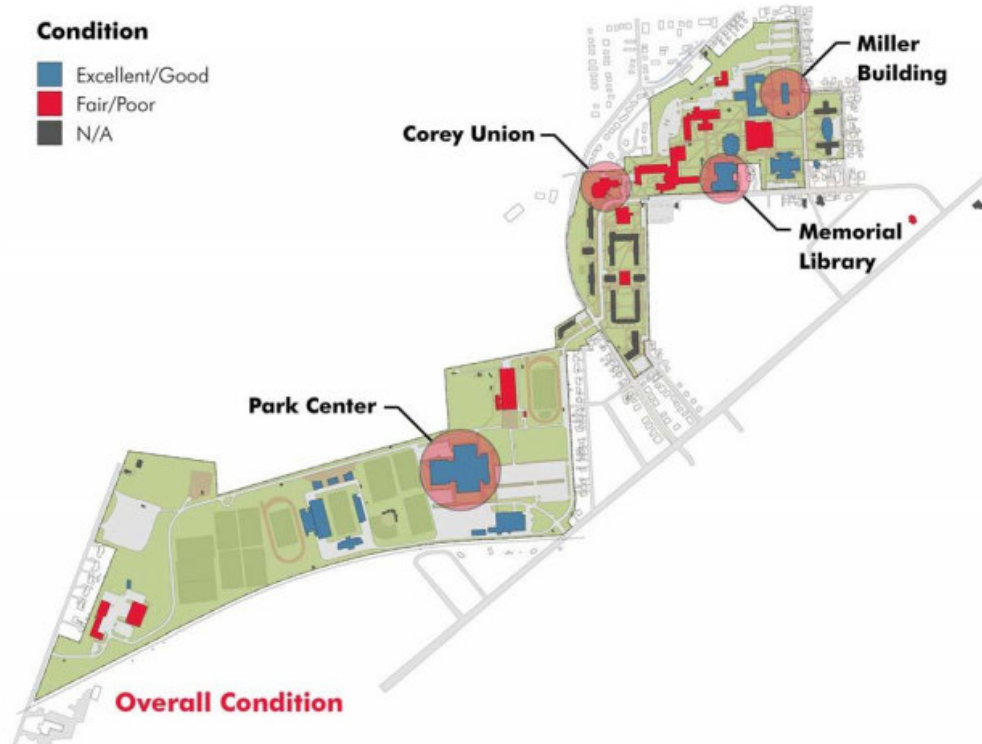 Condition
Excellent/Good
Fair/Poor
N/A
Miller
Building
Corey Union
Memorial
Library
Park Center
Overall Condition